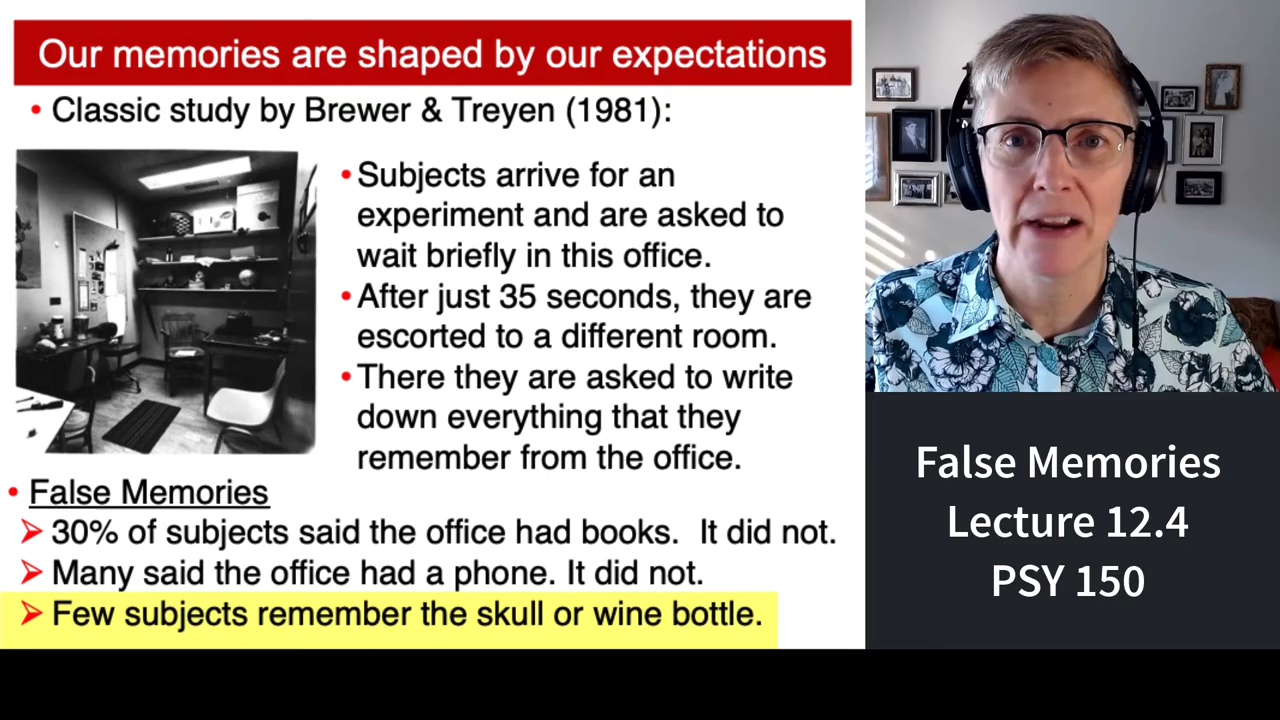 Our memories are shaped by our expectations
• Classic study by Brewer & Treyen (1981):
• Subjects arrive for an
experiment and are asked to
wait briefly in this office.
• After just 35 seconds, they are
escorted to a different room.
• There they are asked to write
down everything that they
remember from the office.
• False Memories
➢ 30% of subjects said the office had books. It did not.
➢ Many said the office had a phone. It did not.
➢ Few subjects remember the skull or wine bottle.
False Memories
Lecture 12.4
PSY 150